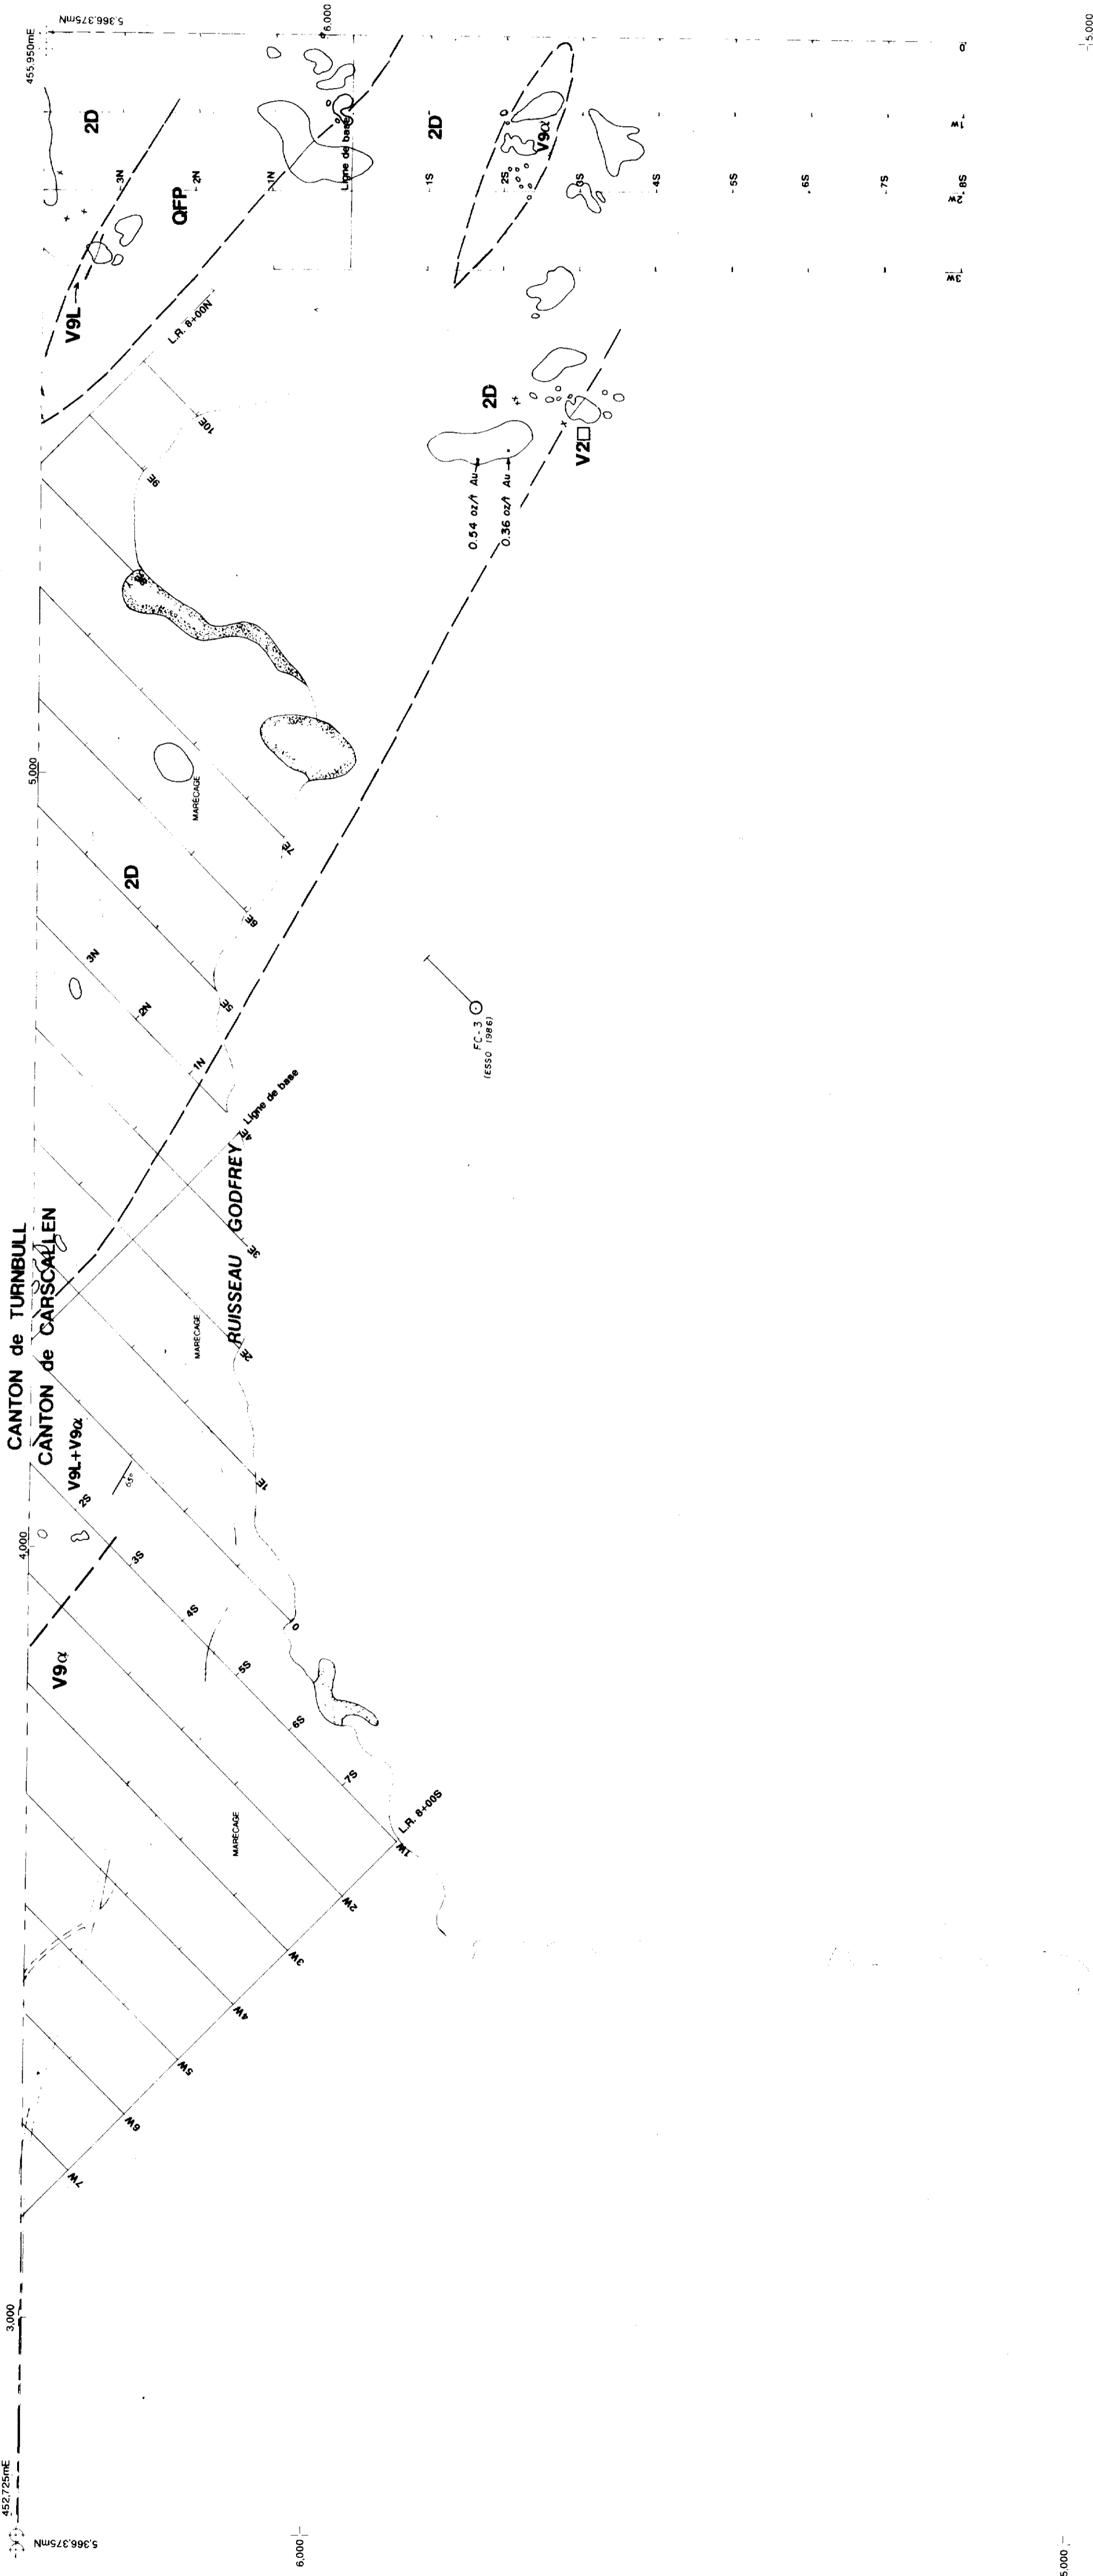 CANTON de TURNBULL
CANTON de CARSCALLEN
452,725mE
5,366,375mN
3,000
4,000
5,000
455,950mE
5,366,375mN
6,000
6,000
5,000
5,000
7W
6W
5W
4W
3W
2W
1W
L.R. 8+00S
V9α
MARÉCAGE
2S
3S
4S
5S
6S
7S
0
V9L+V9α
65°
1E
2E
3E
4E
Ligne de base
MARÉCAGE
RUISSEAU GODFREY
1N
2N
3N
5E
6E
7E
8E
9E
10E
2D
MARÉCAGE
L.R. 8+00N
FC-3
(ESSO 1986)
V9L
QFP
2D
3N
2N
1N
Ligne de base
1S
2S
3S
4S
5S
6S
7S
8S
0
1W
2W
3W
2D
V9α
2D
0.54 oz/t Au
0.36 oz/t Au
V2□